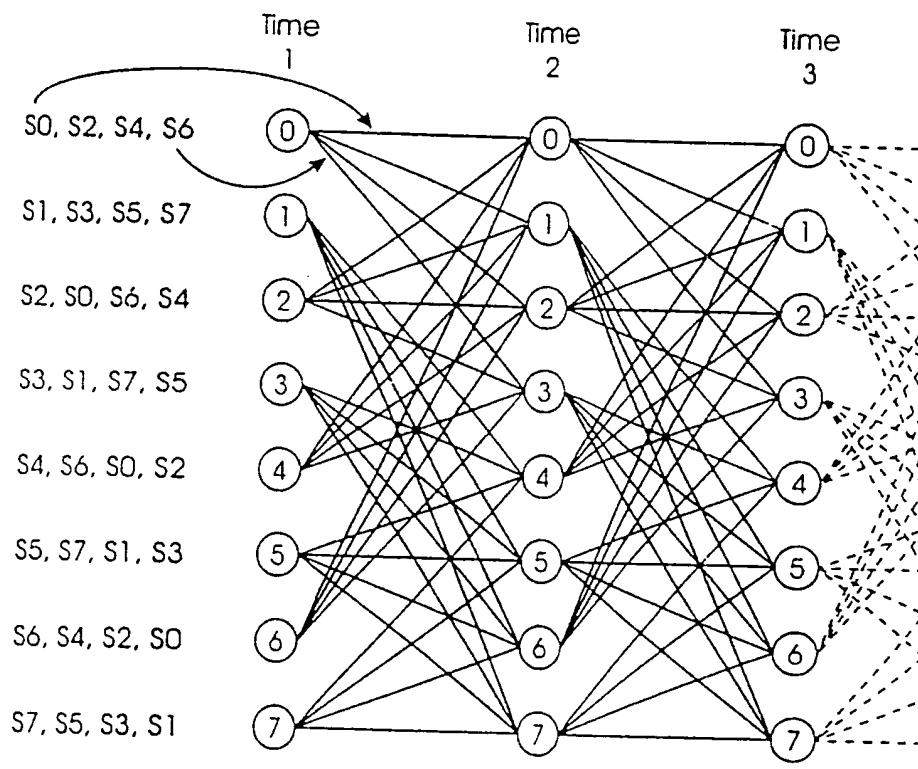 Time Time Time
1 2 3
S0, S2, S4, S6 0 0 0
S1, S3, S5, S7 1 1 1
S2, S0, S6, S4 2 2 2
S3, S1, S7, S5 3 3 3
S4, S6, S0, S2 4 4 4
S5, S7, S1, S3 5 5 5
S6, S4, S2, S0 6 6 6
S7, S5, S3, S1 7 7 7